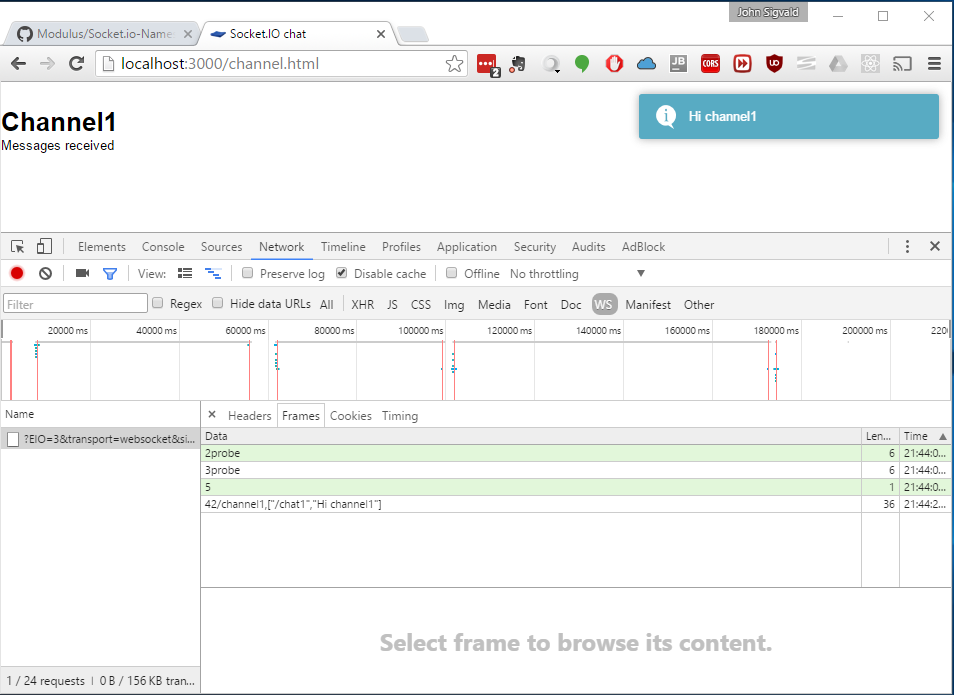 John Sigvald
Modulus/Socket.io-Name
Socket.IO chat
localhost:3000/channel.html
2
JB
CORS
Channel1
Messages received
Hi channel1
Elements Console Sources Network Timeline Profiles Application Security Audits AdBlock
View: Preserve log Disable cache Offline No throttling
Filter Regex Hide data URLs All XHR JS CSS Img Media Font Doc WS Manifest Other
20000 ms 40000 ms 60000 ms 80000 ms 100000 ms 120000 ms 140000 ms 160000 ms 180000 ms 200000 ms 220
Name
?EIO=3&transport=websocket&si...
Headers Frames Cookies Timing
Data Len... Time
2probe 6 21:44:0...
3probe 6 21:44:0...
5 1 21:44:0...
42/channel1,["/chat1","Hi channel1"] 36 21:44:2...
Select frame to browse its content.
1 / 24 requests | 0 B / 156 KB tran...